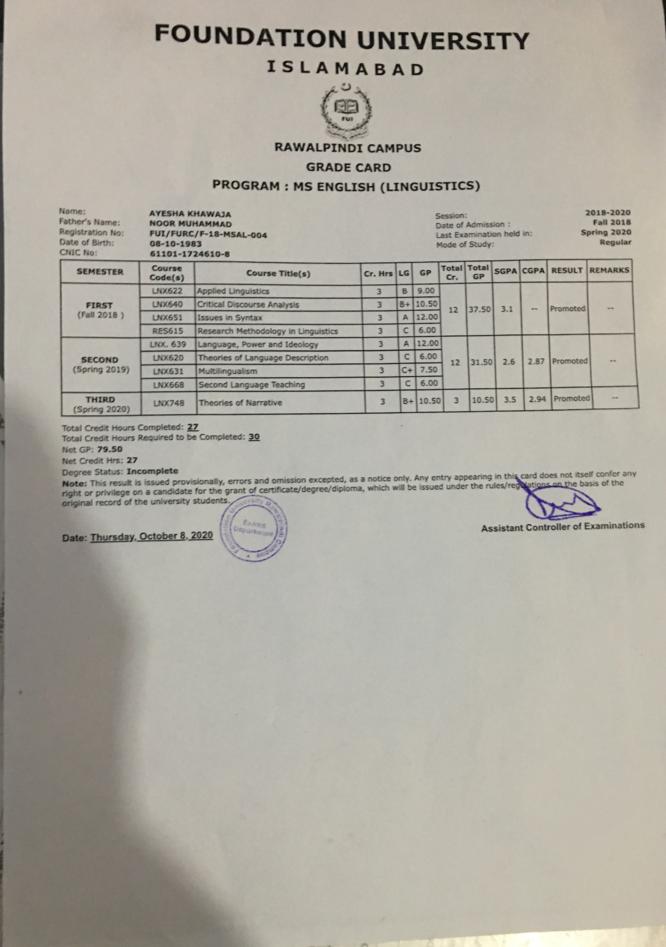 FOUNDATION UNIVERSITY
ISLAMABAD
FUI
RAWALPINDI CAMPUS
GRADE CARD
PROGRAM : MS ENGLISH (LINGUISTICS)
Name: AYESHA KHAWAJA Session: 2018-2020
Father's Name: NOOR MUHAMMAD Date of Admission : Fall 2018
Registration No: FUI/FURC/F-18-MSAL-004 Last Examination held in: Spring 2020
Date of Birth: 08-10-1983 Mode of Study: Regular
CNIC No: 61101-1724610-8
SEMESTER Course Code(s) Course Title(s) Cr. Hrs LG GP Total Cr. Total GP SGPA CGPA RESULT REMARKS
FIRST (Fall 2018 ) 12 37.50 3.1 -- Promoted --
LNX622 Applied Linguistics 3 B 9.00
LNX640 Critical Discourse Analysis 3 B+ 10.50
LNX651 Issues in Syntax 3 A 12.00
RES615 Research Methodology in Linguistics 3 C 6.00
SECOND (Spring 2019) 12 31.50 2.6 2.87 Promoted --
LNX. 639 Language, Power and Ideology 3 A 12.00
LNX620 Theories of Language Description 3 C 6.00
LNX631 Multilingualism 3 C+ 7.50
LNX668 Second Language Teaching 3 C 6.00
THIRD (Spring 2020) LNX748 Theories of Narrative 3 B+ 10.50 3 10.50 3.5 2.94 Promoted --
Total Credit Hours Completed: 27
Total Credit Hours Required to be Completed: 30
Net GP: 79.50
Net Credit Hrs: 27
Degree Status: Incomplete
Note: This result is issued provisionally, errors and omission excepted, as a notice only. Any entry appearing in this card does not itself confer any
right or privilege on a candidate for the grant of certificate/degree/diploma, which will be issued under the rules/regulations on the basis of the
original record of the university students.
Exams
Department
Date: Thursday, October 8, 2020
Assistant Controller of Examinations